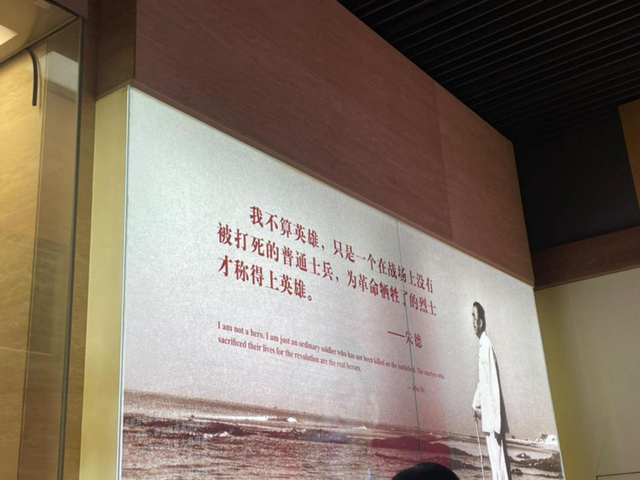 我不算英雄，只是一个在战场上没有
被打死的普通士兵，为革命牺牲了的烈士
才称得上英雄。
——朱德
I am not a hero. I am just an ordinary soldier who has not been killed on the battlefield. The martyrs who
sacrificed their lives for the revolution are the real heroes.